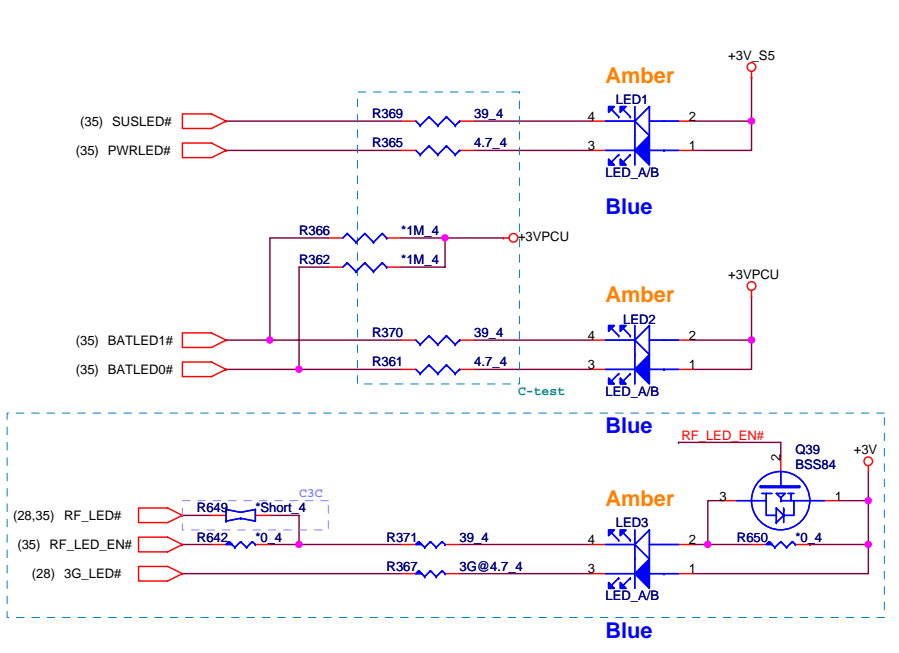 +3V_S5
Amber
LED1
(35) SUSLED# R369 39_4 4 2
(35) PWRLED# R365 4.7_4 3 1
LED_A/B
Blue
R366 *1M_4 +3VPCU
R362 *1M_4
+3VPCU
Amber
LED2
(35) BATLED1# R370 39_4 4 2
(35) BATLED0# R361 4.7_4 3 1
LED_A/B
C-test
Blue
RF_LED_EN#
Q39
BSS84
+3V
2
3 1
C3C
Amber
R649 *Short_4
(28,35) RF_LED#
LED3
(35) RF_LED_EN# R642 *0_4 R371 39_4 4 2 R650 *0_4
(28) 3G_LED# R367 3G@4.7_4 3 1
LED_A/B
Blue